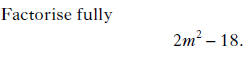 Factorise fully
2m² – 18.